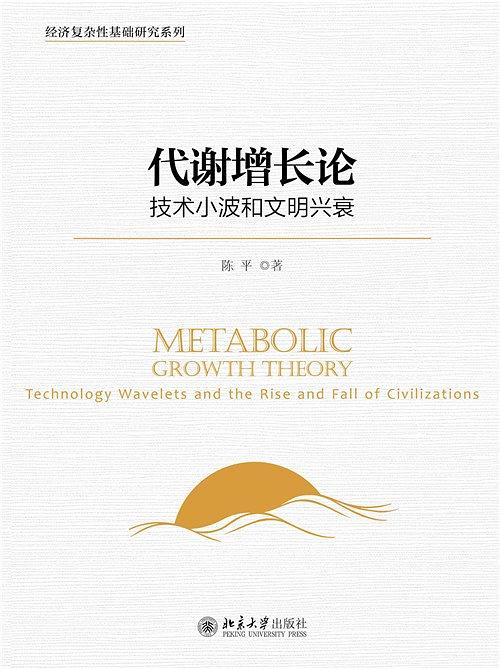 经济复杂性基础研究系列
代谢增长论
技术小波和文明兴衰
陈 平 ◎著
METABOLIC
GROWTH THEORY
Technology Wavelets and the Rise and Fall of Civilizations
北京大学出版社
PEKING UNIVERSITY PRESS